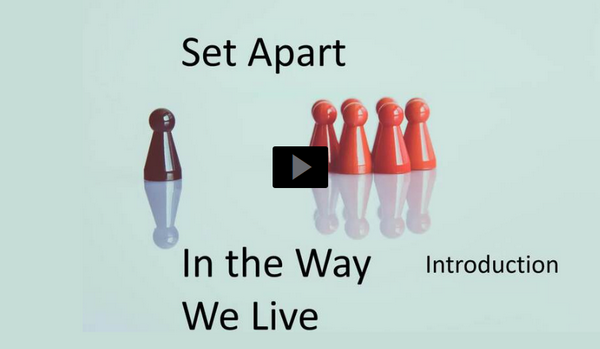 Set Apart
In the Way
We Live
Introduction